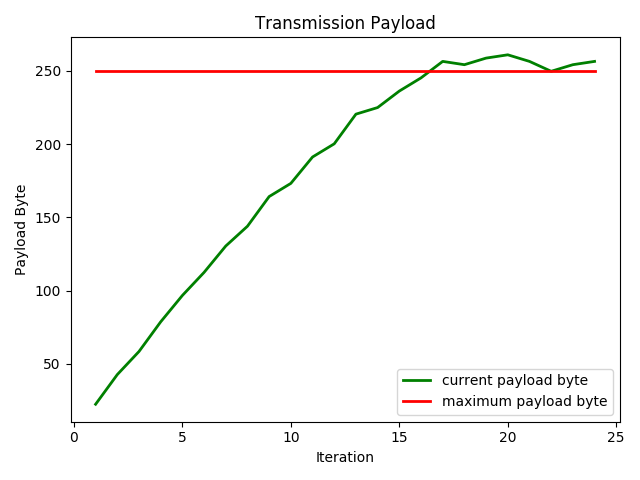 Transmission Payload
Payload Byte
250
200
150
100
50
0
5
10
15
20
25
Iteration
current payload byte
maximum payload byte